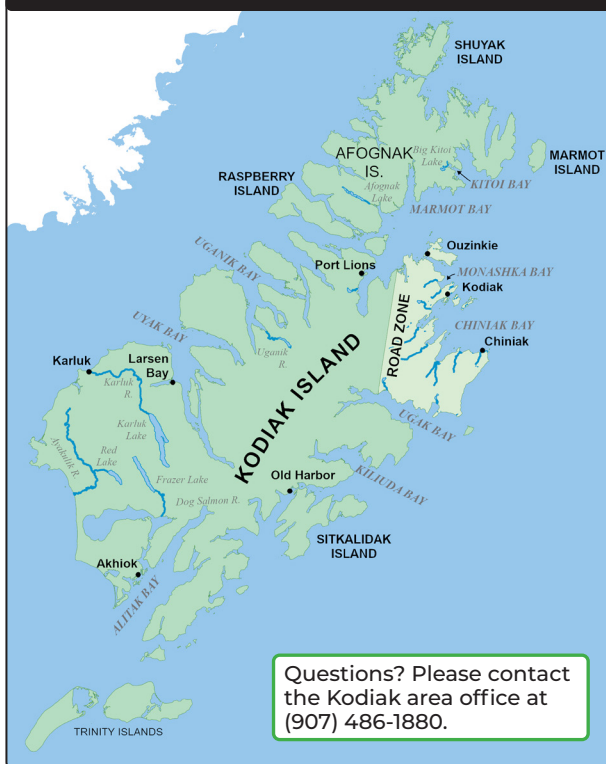 SHUYAK
ISLAND
AFOGNAK
IS.
Big Kitoi
Lake
MARMOT
ISLAND
KITOI BAY
RASPBERRY
ISLAND
Afognak
Lake
MARMOT BAY
UGANIK BAY
Port Lions
Ouzinkie
MONASHKA BAY
Kodiak
UYAK BAY
CHINIAK BAY
Chiniak
ROAD ZONE
Uganik
R.
Karluk
Larsen
Bay
Karluk
R.
KODIAK ISLAND
UGAK BAY
Karluk
Lake
Ayakulik R
Red
Lake
Frazer Lake
Old Harbor
KILIUDA BAY
Dog Salmon R.
SITKALIDAK
ISLAND
Akhiok
ALITAK BAY
Questions? Please contact
the Kodiak area office at
(907) 486-1880.
TRINITY ISLANDS